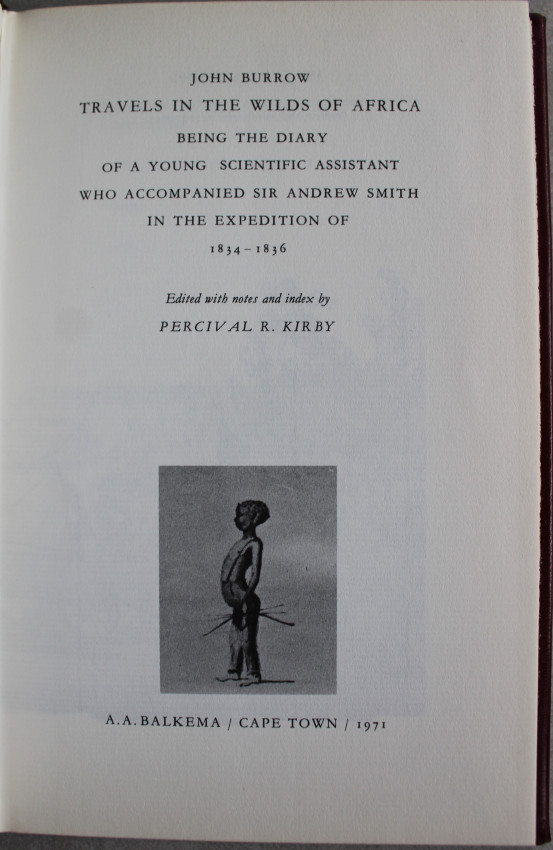 JOHN BURROW
TRAVELS IN THE WILDS OF AFRICA
BEING THE DIARY
OF A YOUNG SCIENTIFIC ASSISTANT
WHO ACCOMPANIED SIR ANDREW SMITH
IN THE EXPEDITION OF
1834–1836
Edited with notes and index by
PERCIVAL R. KIRBY
A.A.BALKEMA / CAPE TOWN / 1971